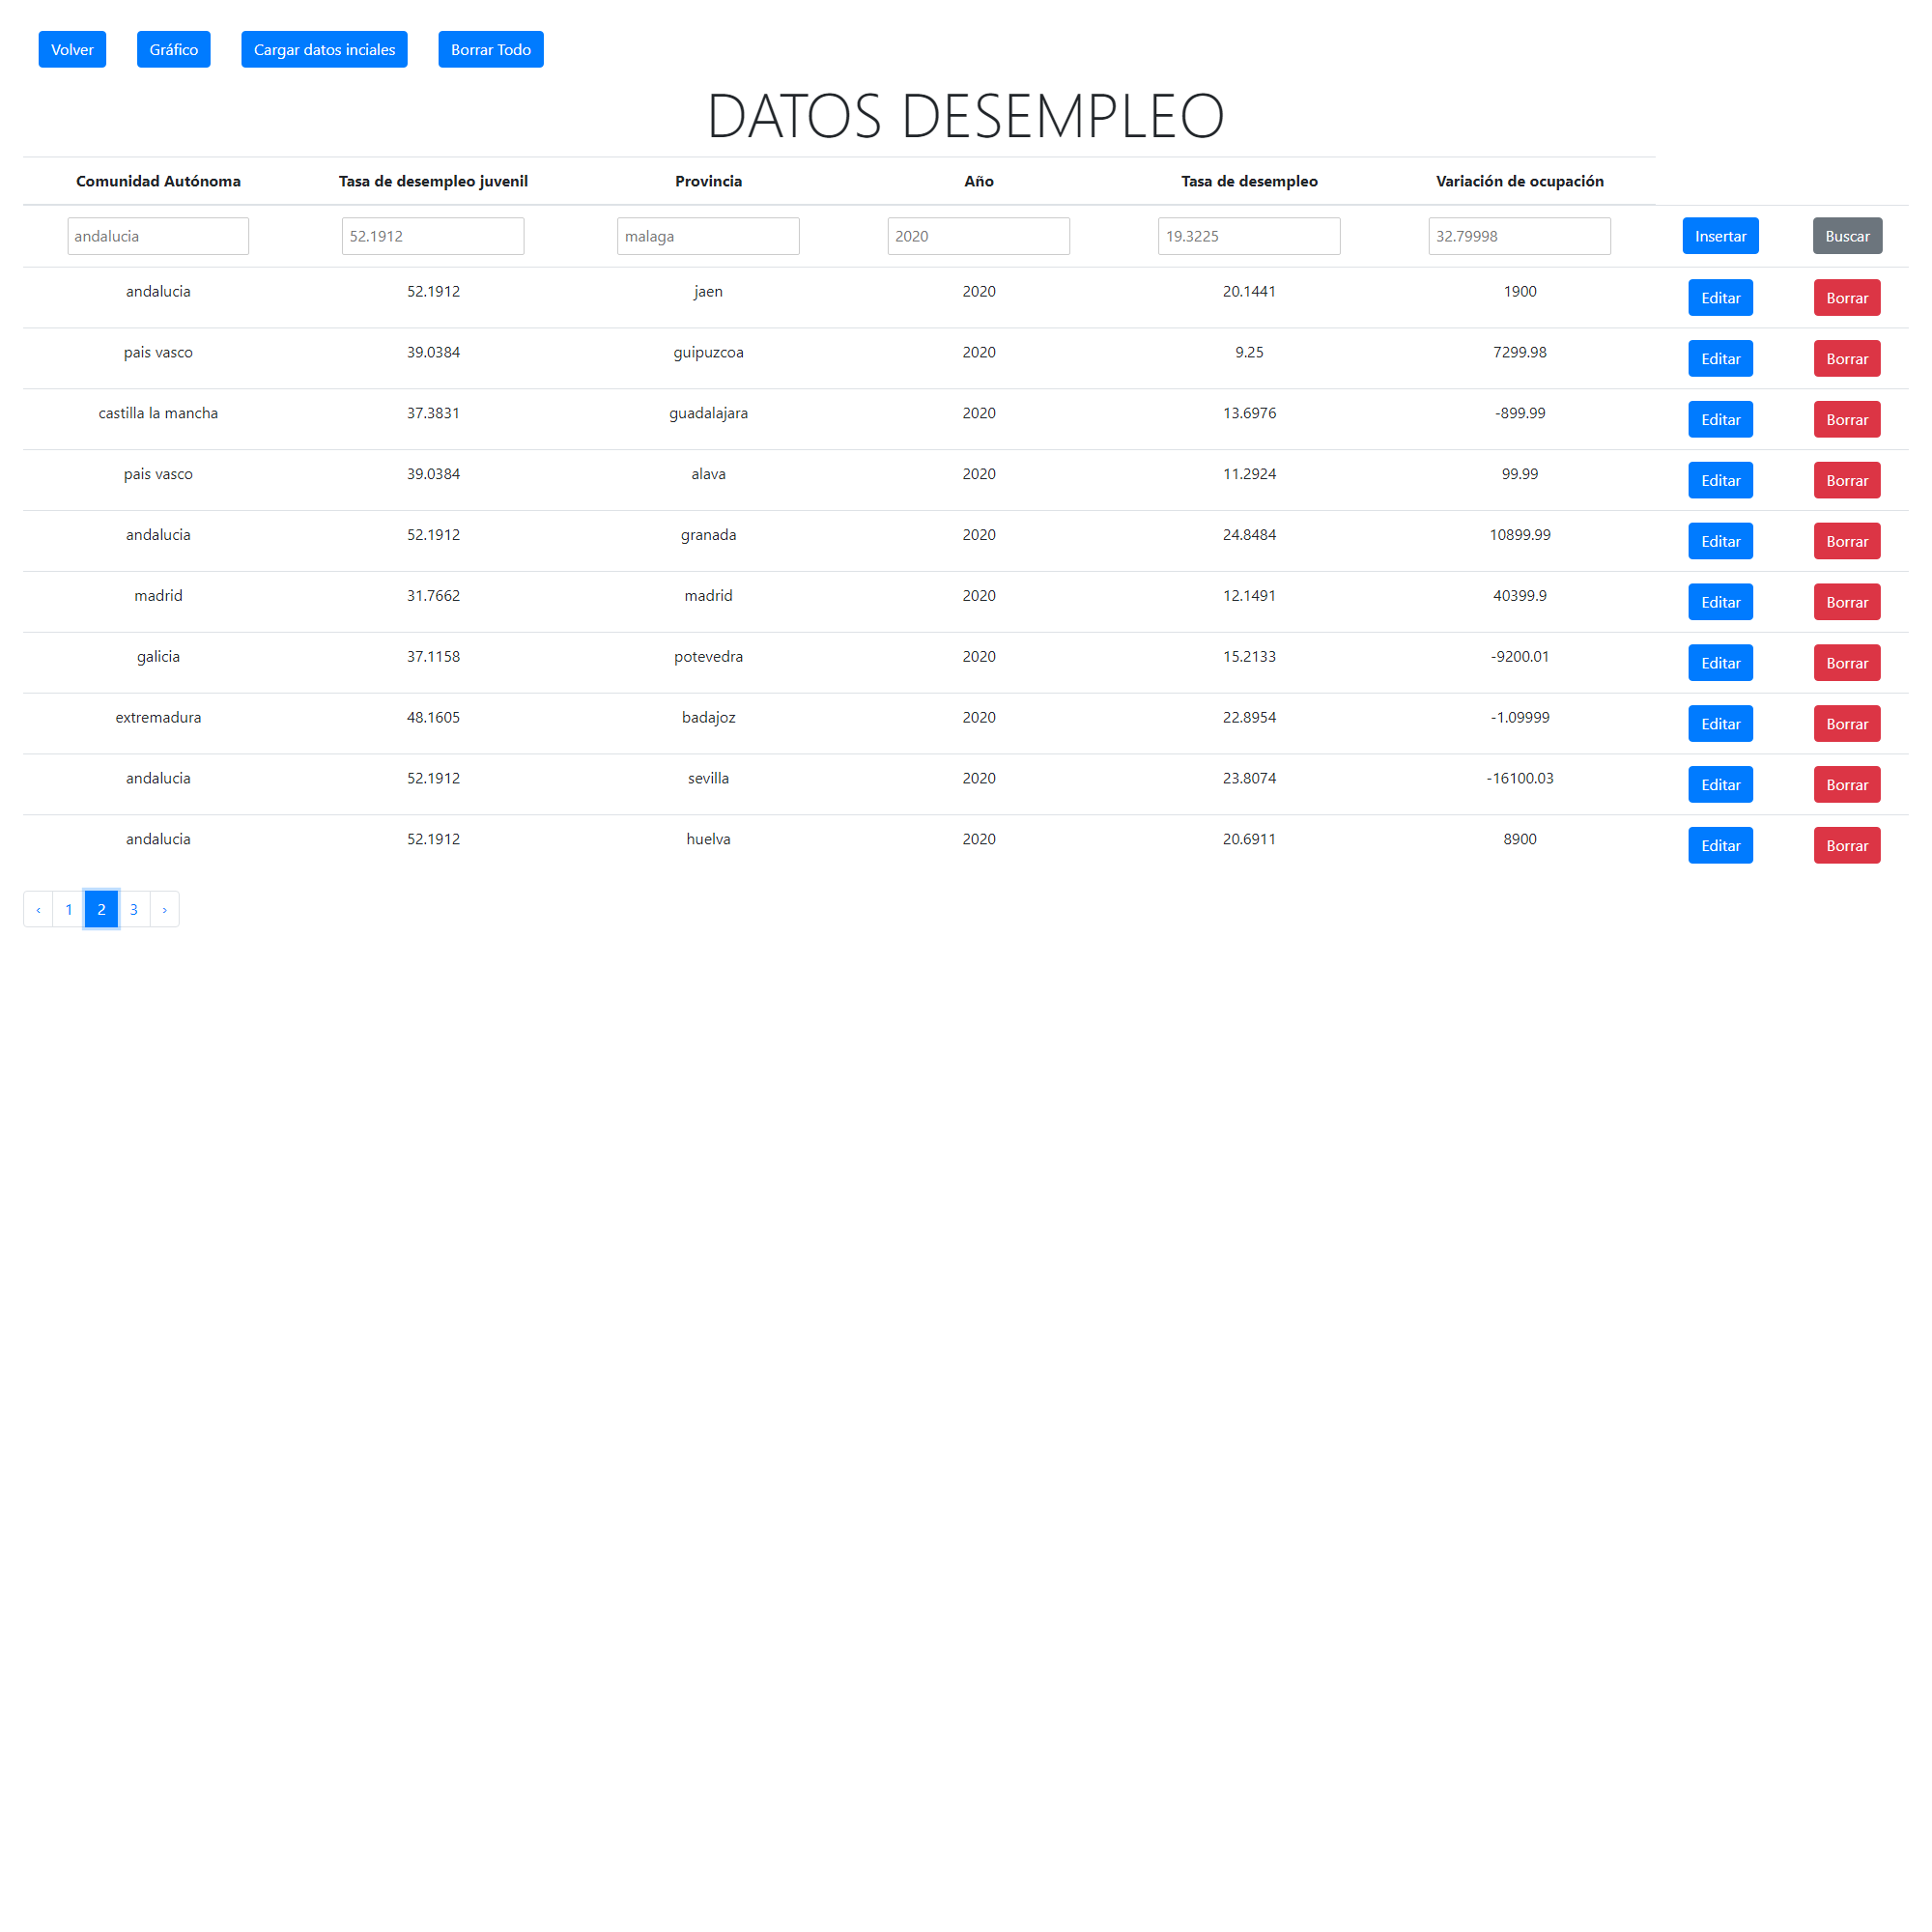 Volver Gráfico Cargar datos inciales Borrar Todo
DATOS DESEMPLEO
Comunidad Autónoma Tasa de desempleo juvenil Provincia Año Tasa de desempleo Variación de ocupación
andalucia 52.1912 malaga 2020 19.3225 32.79998 Insertar Buscar
andalucia 52.1912 jaen 2020 20.1441 1900 Editar Borrar
pais vasco 39.0384 guipuzcoa 2020 9.25 7299.98 Editar Borrar
castilla la mancha 37.3831 guadalajara 2020 13.6976 -899.99 Editar Borrar
pais vasco 39.0384 alava 2020 11.2924 99.99 Editar Borrar
andalucia 52.1912 granada 2020 24.8484 10899.99 Editar Borrar
madrid 31.7662 madrid 2020 12.1491 40399.9 Editar Borrar
galicia 37.1158 potevedra 2020 15.2133 -9200.01 Editar Borrar
extremadura 48.1605 badajoz 2020 22.8954 -1.09999 Editar Borrar
andalucia 52.1912 sevilla 2020 23.8074 -16100.03 Editar Borrar
andalucia 52.1912 huelva 2020 20.6911 8900 Editar Borrar
‹ 1 2 3 ›